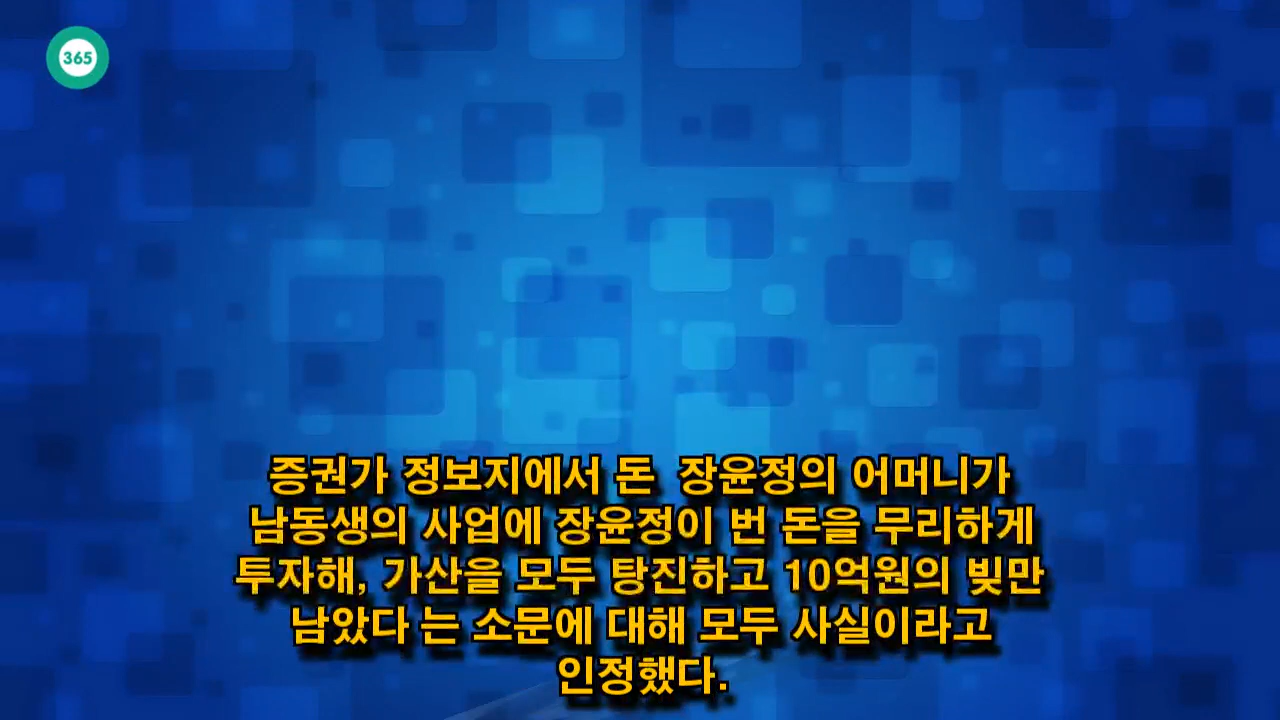 365
증권가 정보지에서 돈  장윤정의 어머니가
남동생의 사업에 장윤정이 번 돈을 무리하게
투자해, 가산을 모두 탕진하고 10억원의 빚만
남았다 는 소문에 대해 모두 사실이라고
인정했다.